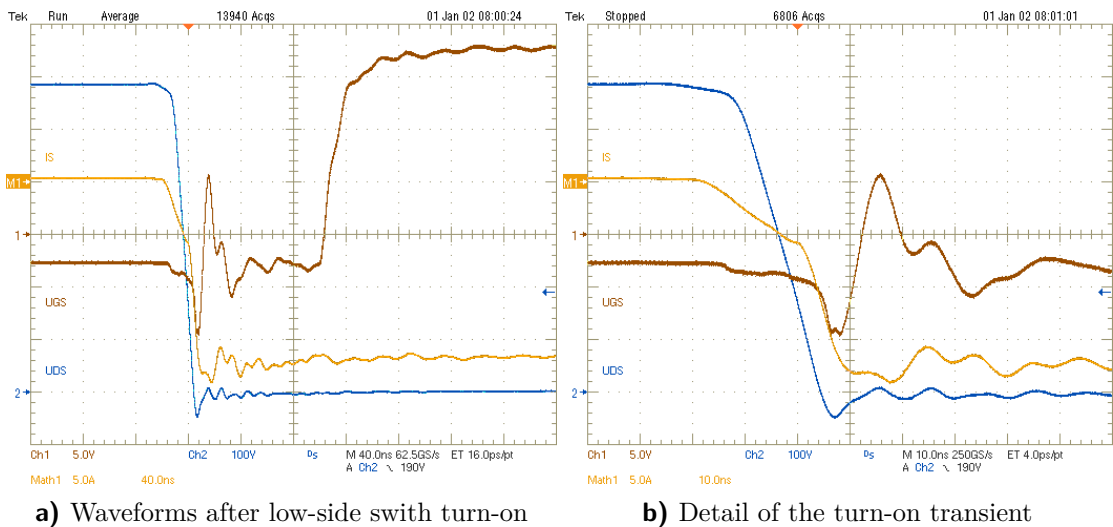 Tek Run Average 13940 Acqs 01 Jan 02 08:00:24
IS
M1→
1→
UGS
UDS
2→
Ch1 5.0V Ch2 100V Ds M 40.0ns 62.5GS/s ET 16.0ps/pt
A Ch2 \ 190V
Math1 5.0A 40.0ns
a) Waveforms after low-side swith turn-on
Tek Stopped 6806 Acqs 01 Jan 02 08:01:01
IS
M1→
1→
UGS
UDS
2→
Ch1 5.0V Ch2 100V Ds M 10.0ns 250GS/s ET 4.0ps/pt
A Ch2 \ 190V
Math1 5.0A 10.0ns
b) Detail of the turn-on transient